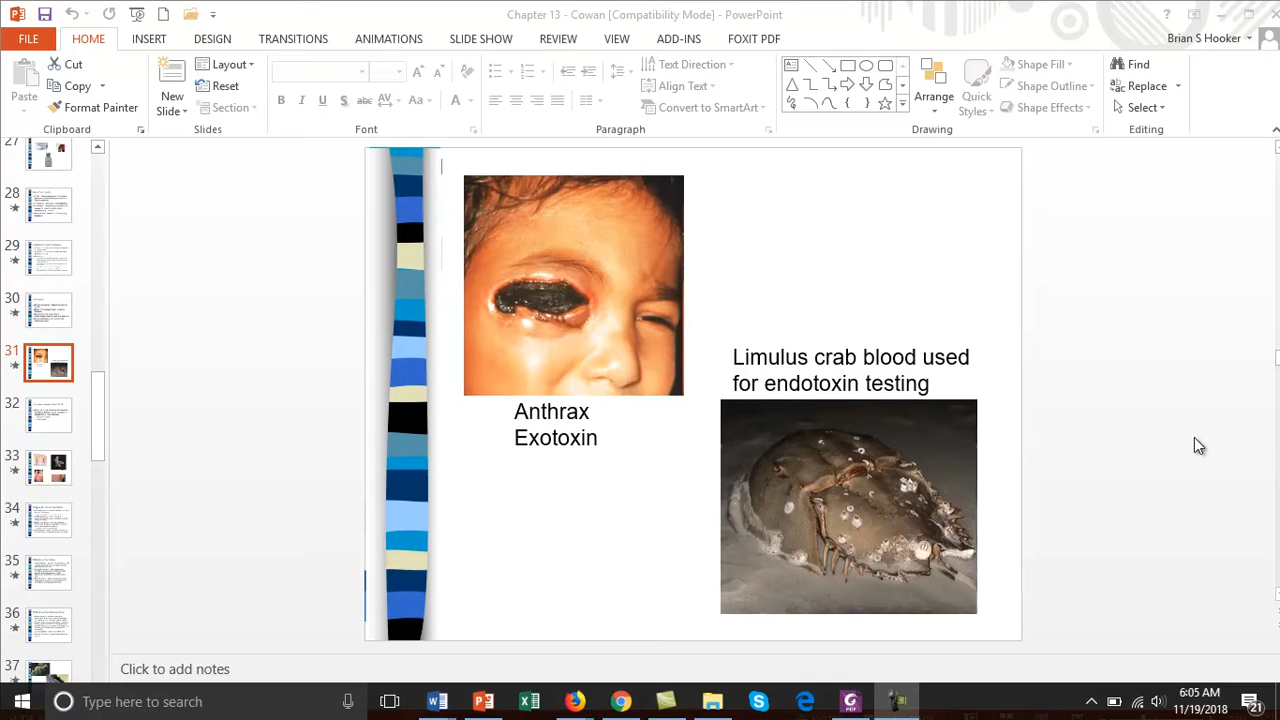 Chapter 13 - Cowan [Compatibility Mode] - PowerPoint
FILE
HOME
INSERT
DESIGN
TRANSITIONS
ANIMATIONS
SLIDE SHOW
REVIEW
VIEW
ADD-INS
FOXIT PDF
Brian S Hooker
Paste
Cut
Copy
Format Painter
Clipboard
New
Slide
Layout
Reset
Section
Slides
B I U S abc AV Aa A
Font
Text Direction
Align Text
Convert to SmartArt
Paragraph
Arrange
Quick
Styles
Shape Fill
Shape Outline
Shape Effects
Drawing
Find
Replace
Select
Editing
27
28
29
30
31
32
33
34
35
36
37
Anthrax
Exotoxin
Limulus crab blood used
for endotoxin testing
Click to add notes
Type here to search
6:05 AM
11/19/2018
21